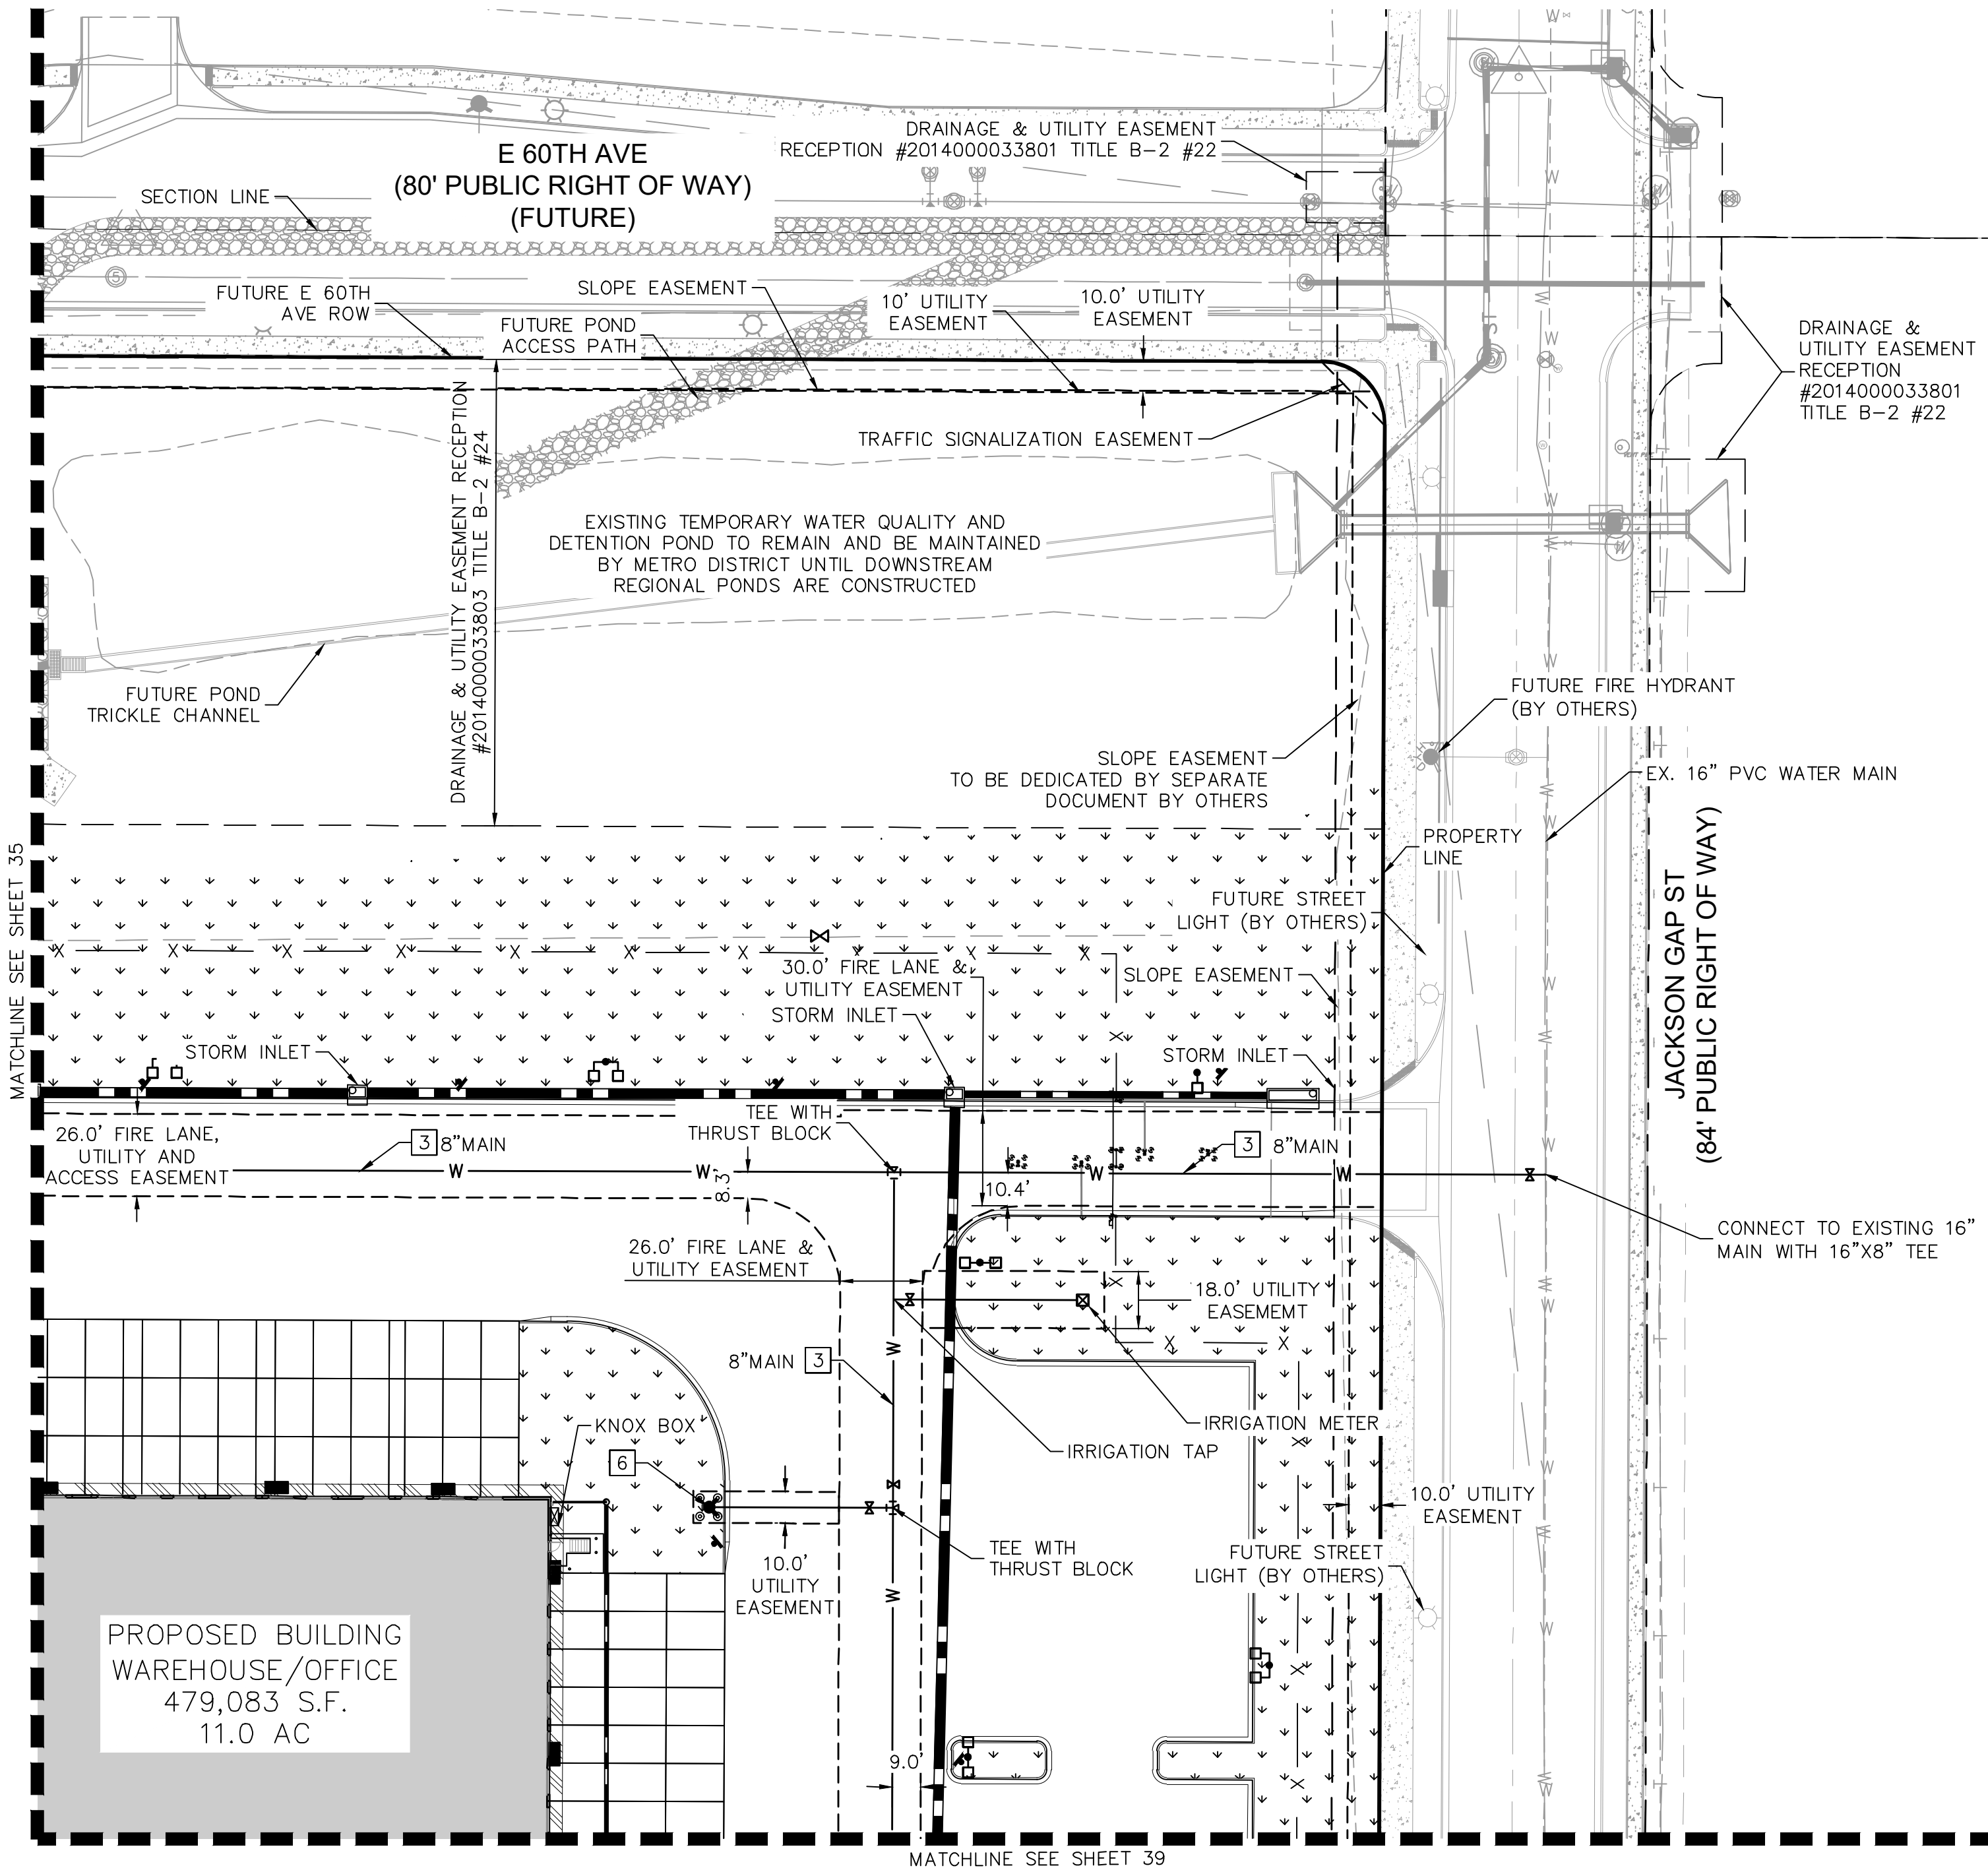 DRAINAGE & UTILITY EASEMENT
RECEPTION #2014000033801 TITLE B-2 #22
E 60TH AVE
(80' PUBLIC RIGHT OF WAY)
(FUTURE)
SECTION LINE
5
FUTURE E 60TH
AVE ROW
SLOPE EASEMENT
FUTURE POND
ACCESS PATH
10' UTILITY
EASEMENT
10.0' UTILITY
EASEMENT
ST
DRAINAGE &
UTILITY EASEMENT
RECEPTION
#2014000033801
TITLE B-2 #22
TRAFFIC SIGNALIZATION EASEMENT
DRAINAGE & UTILITY EASEMENT RECEPTION
#2014000033803 TITLE B-2 #24
EXISTING TEMPORARY WATER QUALITY AND
DETENTION POND TO REMAIN AND BE MAINTAINED
BY METRO DISTRICT UNTIL DOWNSTREAM
REGIONAL PONDS ARE CONSTRUCTED
FUTURE POND
TRICKLE CHANNEL
FUTURE FIRE HYDRANT
(BY OTHERS)
SLOPE EASEMENT
TO BE DEDICATED BY SEPARATE
DOCUMENT BY OTHERS
EX. 16" PVC WATER MAIN
PROPERTY
LINE
JACKSON GAP ST
(84' PUBLIC RIGHT OF WAY)
MATCHLINE SEE SHEET 35
FUTURE STREET
LIGHT (BY OTHERS)
30.0' FIRE LANE &
UTILITY EASEMENT
SLOPE EASEMENT
STORM INLET
STORM INLET
STORM INLET
TEE WITH
THRUST BLOCK
26.0' FIRE LANE,
UTILITY AND
ACCESS EASEMENT
3 8"MAIN
W W W W
8.3'
10.4'
3 8"MAIN
CONNECT TO EXISTING 16"
MAIN WITH 16"X8" TEE
26.0' FIRE LANE &
UTILITY EASEMENT
18.0' UTILITY
EASEMEMT
8"MAIN 3
W
IRRIGATION METER
IRRIGATION TAP
KNOX BOX
6
10.0' UTILITY
EASEMENT
TEE WITH
THRUST BLOCK
10.0'
UTILITY
EASEMENT
W
FUTURE STREET
LIGHT (BY OTHERS)
PROPOSED BUILDING
WAREHOUSE/OFFICE
479,083 S.F.
11.0 AC
9.0'
MATCHLINE SEE SHEET 39